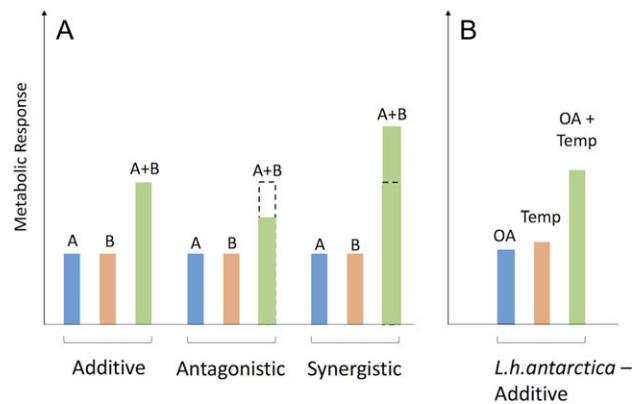 A
B
Metabolic Response
A
B
A+B
A
B
A+B
A
B
A+B
OA
Temp
OA +
Temp
Additive
Antagonistic
Synergistic
L.h.antarctica –
Additive